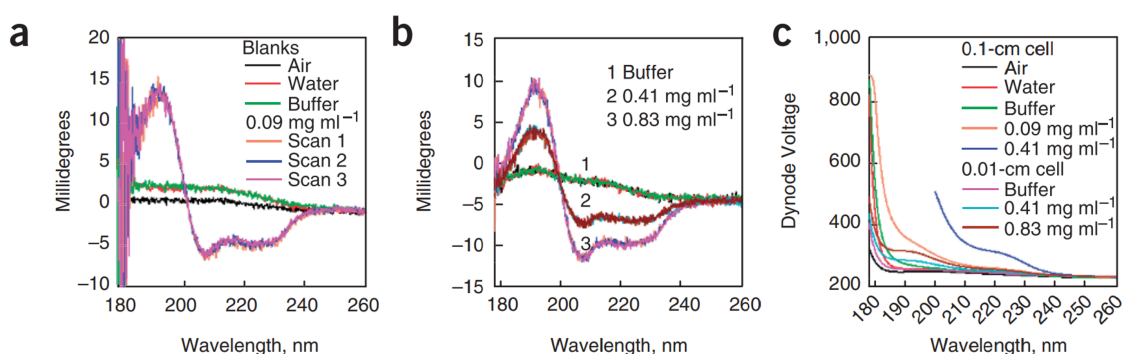 a
20
15
10
5
0
−5
−10
Millidegrees
180 200 220 240 260
Wavelength, nm
Blanks
Air
Water
Buffer
0.09
mg ml−1
Scan 1
Scan 2
Scan 3
b
15
10
5
0
−5
−10
−15
Millidegrees
180 200 220 240 260
Wavelength, nm
1 Buffer
2 0.41 mg ml−1
3 0.83 mg ml−1
1
2
3
c
1,000
800
600
400
200
Dynode Voltage
180 190 200 210 220 230 240 250 260
Wavelength, nm
0.1-cm cell
Air
Water
Buffer
0.09 mg ml−1
0.41 mg ml−1
0.01-cm cell
Buffer
0.41 mg ml−1
0.83 mg ml−1